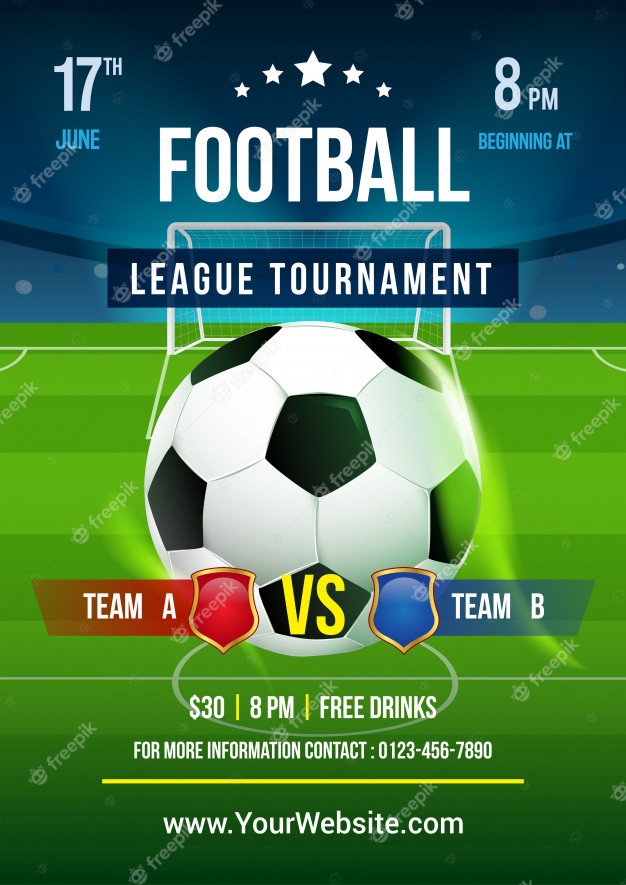 17TH
JUNE
8 PM
BEGINNING AT
FOOTBALL
LEAGUE TOURNAMENT
TEAM A
VS
TEAM B
$30 | 8 PM | FREE DRINKS
FOR MORE INFORMATION CONTACT : 0123-456-7890
www.YourWebsite.com
freepik